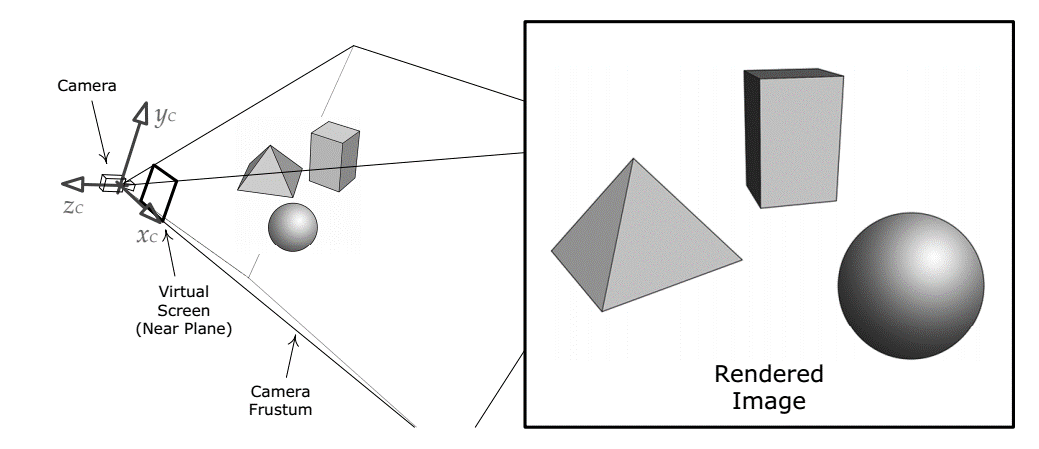 Camera
yC
zC
xC
Virtual
Screen
(Near Plane)
Camera
Frustum
Rendered
Image